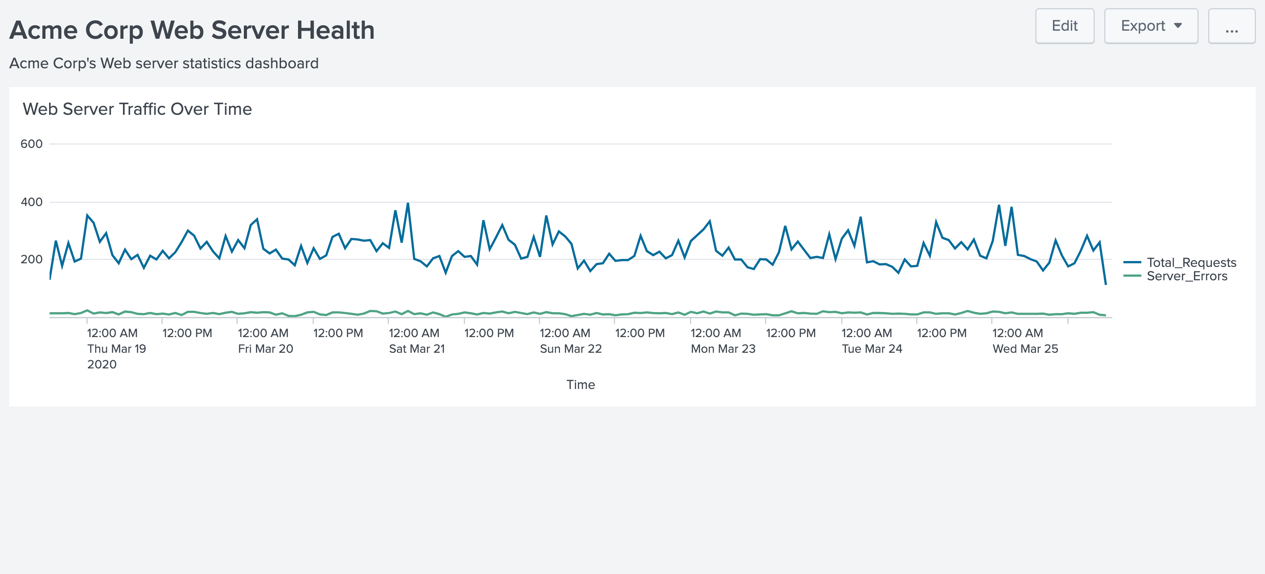 Acme Corp Web Server Health
Edit
Export
...
Acme Corp's Web server statistics dashboard
Web Server Traffic Over Time
600
400
200
Total_Requests
Server_Errors
12:00 AM 12:00 PM 12:00 AM 12:00 PM 12:00 AM 12:00 PM 12:00 AM 12:00 PM 12:00 AM 12:00 PM 12:00 AM 12:00 PM 12:00 AM
Thu Mar 19 Fri Mar 20 Sat Mar 21 Sun Mar 22 Mon Mar 23 Tue Mar 24 Wed Mar 25
2020
Time